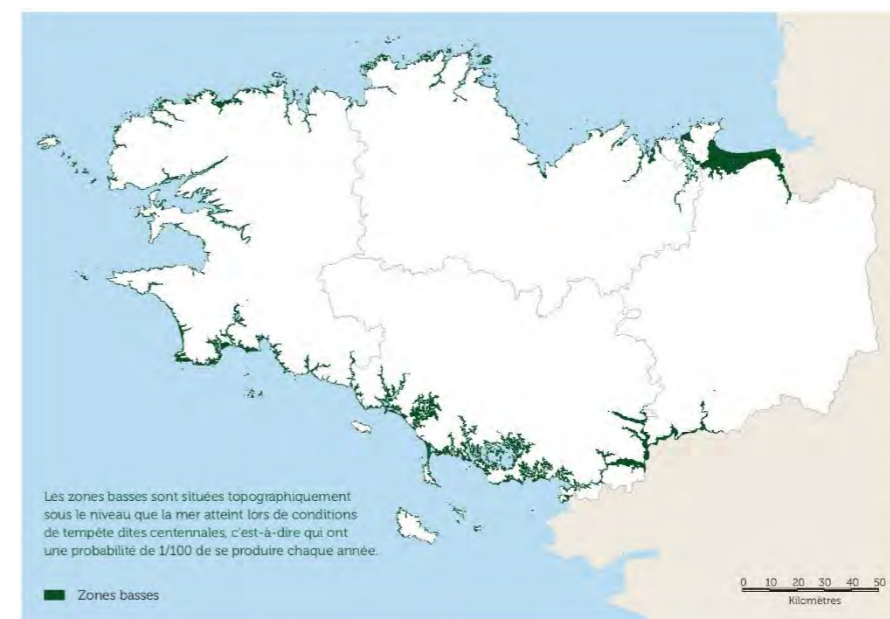 Les zones basses sont situées topographiquement
sous le niveau que la mer atteint lors de conditions
de tempête dites centennales, c'est-à-dire qui ont
une probabilité de 1/100 de se produire chaque année.
Zones basses
0 10 20 30 40 50
Kilomètres